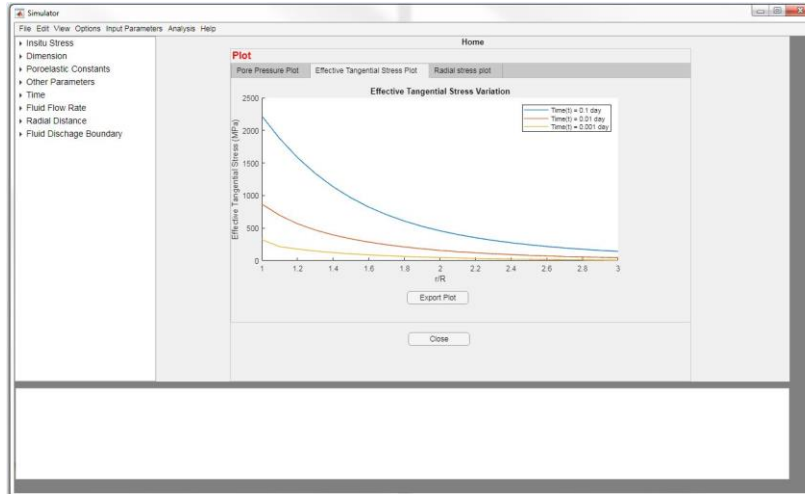 Simulator
File Edit View Options Input Parameters Analysis Help
Insitu Stress
Dimension
Poroelastic Constants
Other Parameters
Time
Fluid Flow Rate
Radial Distance
Fluid Dischage Boundary
Home
Plot
Pore Pressure Plot Effective Tangential Stress Plot Radial stress plot
Effective Tangential Stress Variation
Effective Tangential Stress (MPa)
2500
2000
1500
1000
500
0
Time(t) = 0.1 day
Time(t) = 0.01 day
Time(t) = 0.001 day
1 1.2 1.4 1.6 1.8 2 2.2 2.4 2.6 2.8 3
r/R
Export Plot
Close